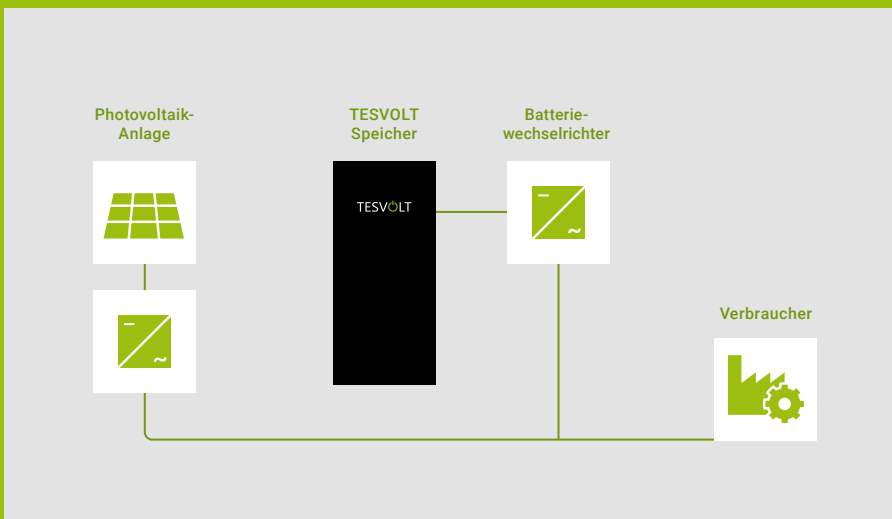 Photovoltaik-
Anlage
TESVOLT
Speicher
Batterie-
wechselrichter
TESVOLT
Verbraucher